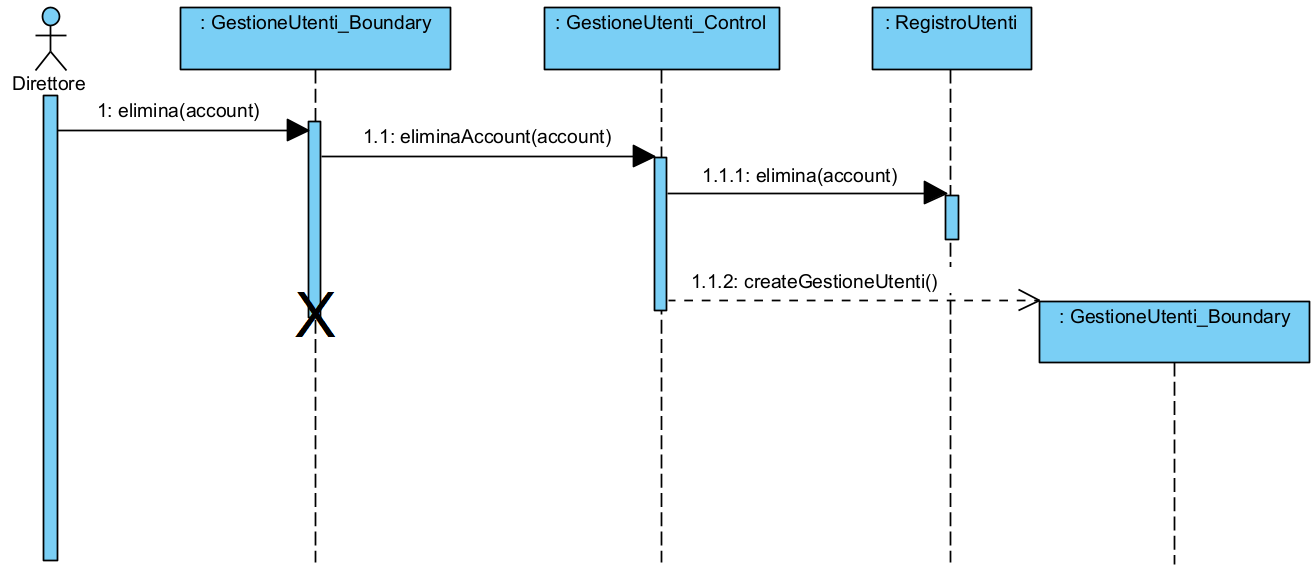 : GestioneUtenti_Boundary
: GestioneUtenti_Control
: RegistroUtenti
Direttore
1: elimina(account)
1.1: eliminaAccount(account)
1.1.1: elimina(account)
1.1.2: createGestioneUtenti()
: GestioneUtenti_Boundary